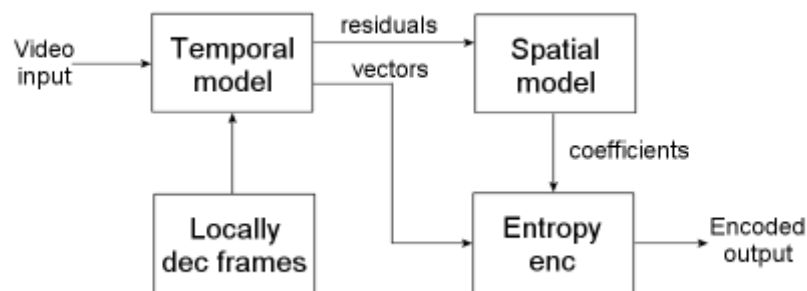 Video
input
Temporal
model
residuals
vectors
Spatial
model
coefficients
Locally
dec frames
Entropy
enc
Encoded
output